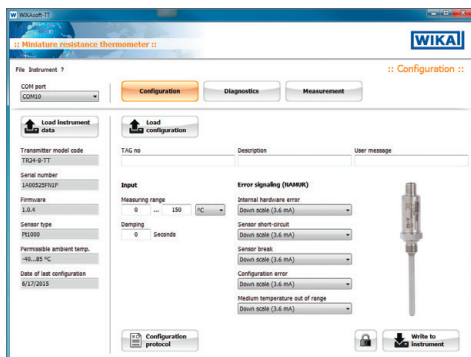 WIKAsoft-TT
:: Miniature resistance thermometer ::
WIKA
File Instrument ?
:: Configuration ::
COM port
COM10
Configuration
Diagnostics
Measurement
Load instrument
data
Load
configuration
Transmitter model code
TR34-B-TT
TAG no
Description
User message
Serial number
1A00525FN1F
Firmware
1.0.4
Sensor type
Pt1000
Permissible ambient temp.
-40...85 °C
Date of last configuration
6/17/2015
Input
Measuring range
0 ... 150 °C
Damping
0 Seconds
Error signaling (NAMUR)
Internal hardware error
Down scale (3.6 mA)
Sensor short-circuit
Down scale (3.6 mA)
Sensor break
Down scale (3.6 mA)
Configuration error
Down scale (3.6 mA)
Medium temperature out of range
Down scale (3.6 mA)
Configuration
protocol
Write to
instrument